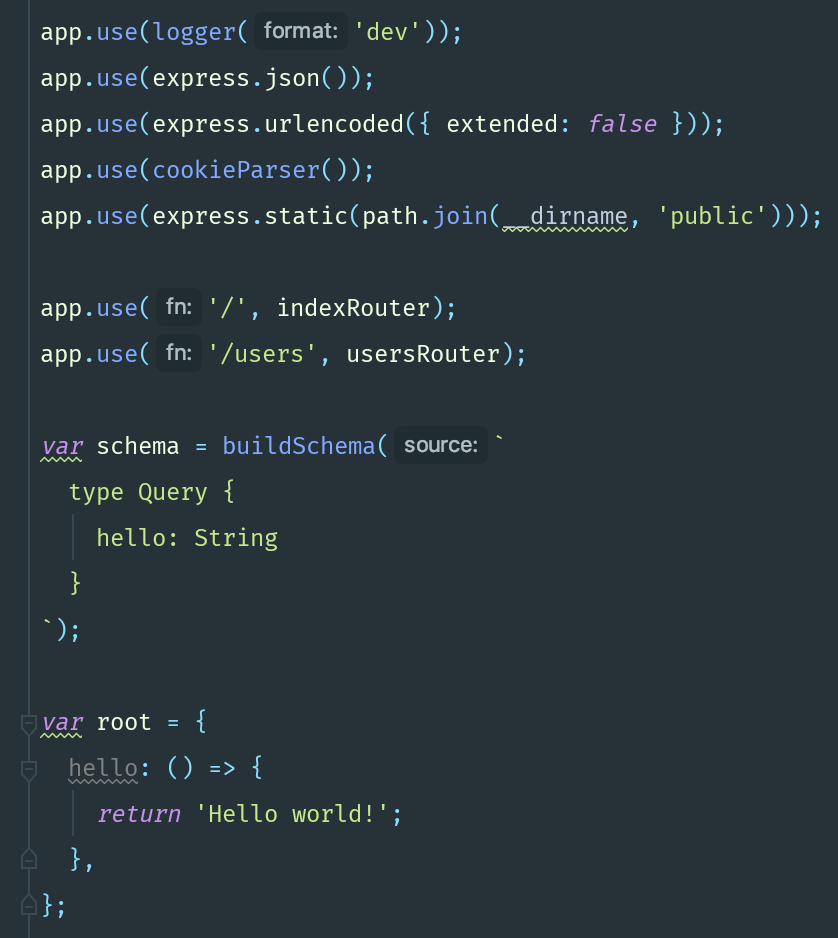 app.use(logger( format: 'dev'));
app.use(express.json());
app.use(express.urlencoded({ extended: false }));
app.use(cookieParser());
app.use(express.static(path.join(__dirname, 'public')));
app.use( fn: '/', indexRouter);
app.use( fn: '/users', usersRouter);
var schema = buildSchema( source: `
  type Query {
    hello: String
  }
`);
var root = {
  hello: () => {
    return 'Hello world!';
  },
};